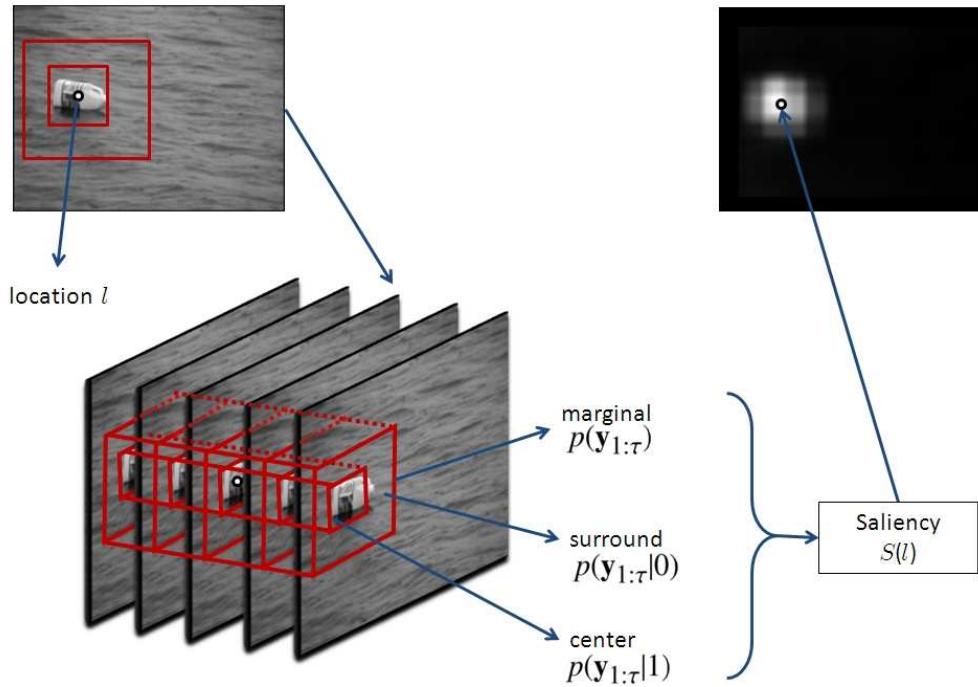 location l
marginal
p(y₁:τ)
surround
p(y₁:τ|0)
center
p(y₁:τ|1)
Saliency
S(l)